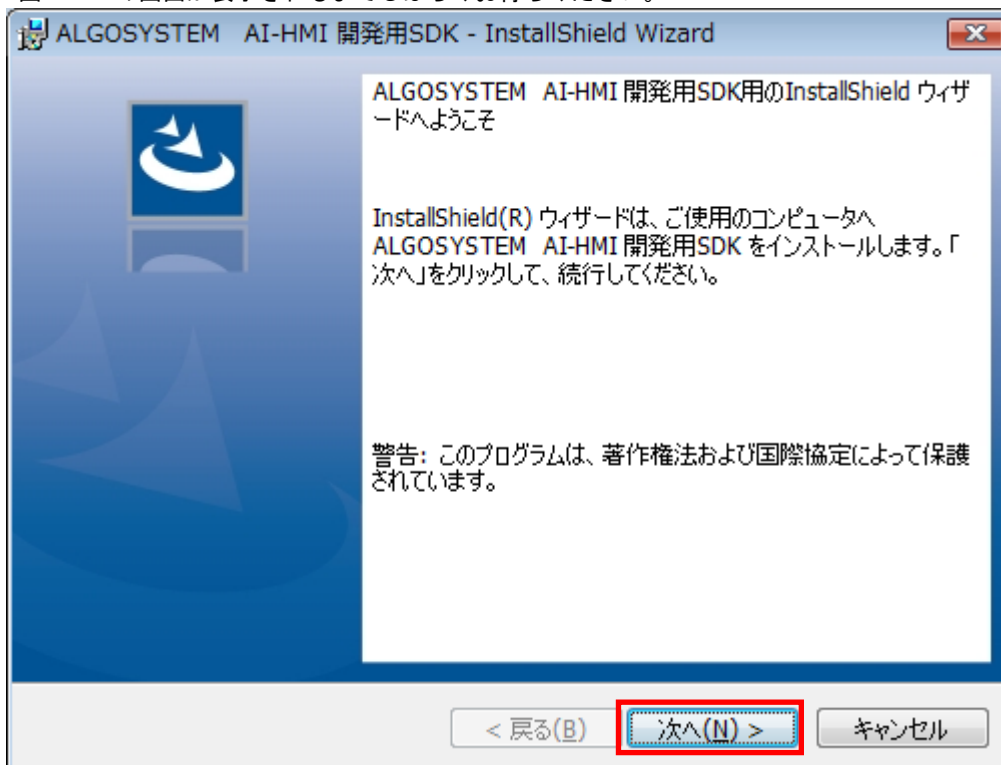 ALGOSYSTEM　AI-HMI 開発用SDK - InstallShield Wizard
ALGOSYSTEM　AI-HMI 開発用SDK用のInstallShield ウィザ
ードへようこそ
InstallShield(R) ウィザードは、ご使用のコンピュータへ
ALGOSYSTEM　AI-HMI 開発用SDK をインストールします。「
次へ」をクリックして、続行してください。
警告: このプログラムは、著作権法および国際協定によって保護
されています。
< 戻る(B) 次へ(N) > キャンセル